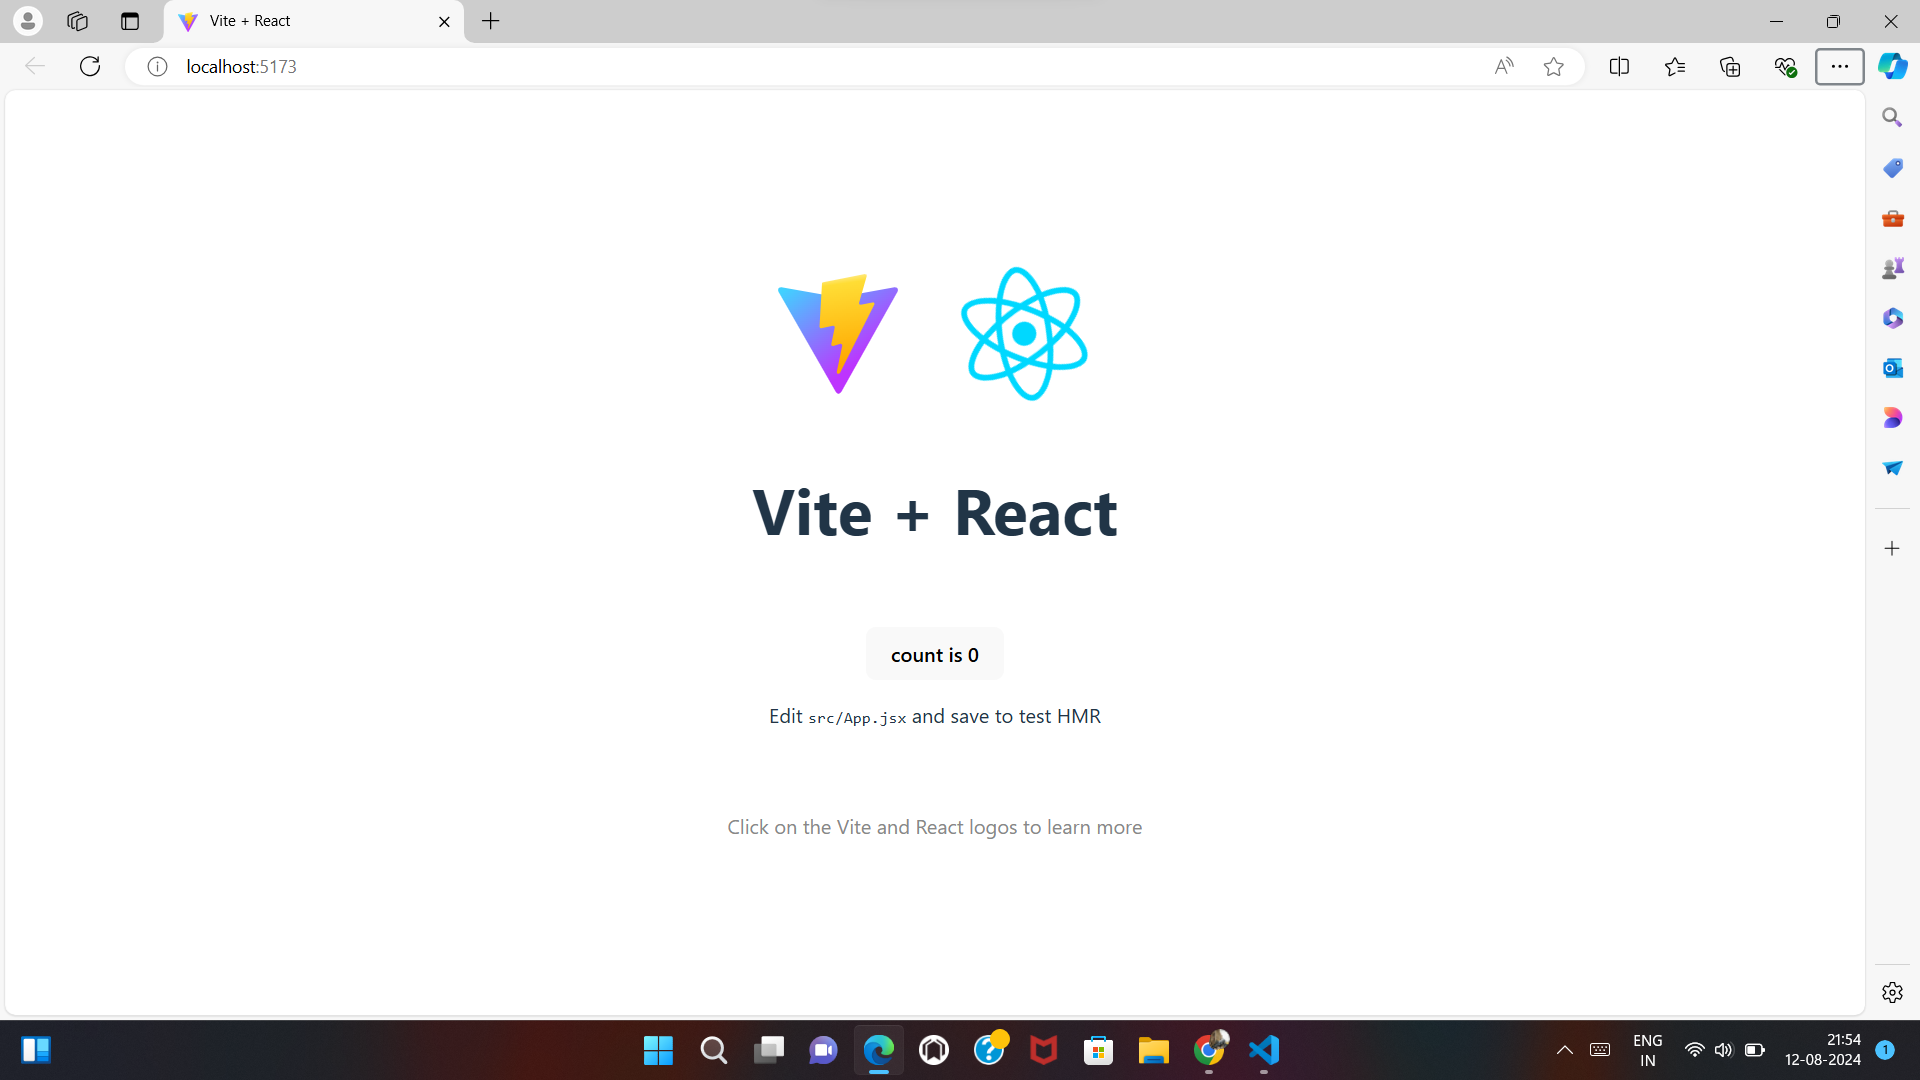 Vite + React
localhost:5173
Vite + React
count is 0
Edit src/App.jsx and save to test HMR
Click on the Vite and React logos to learn more
ENG
IN
21:54
12-08-2024
1